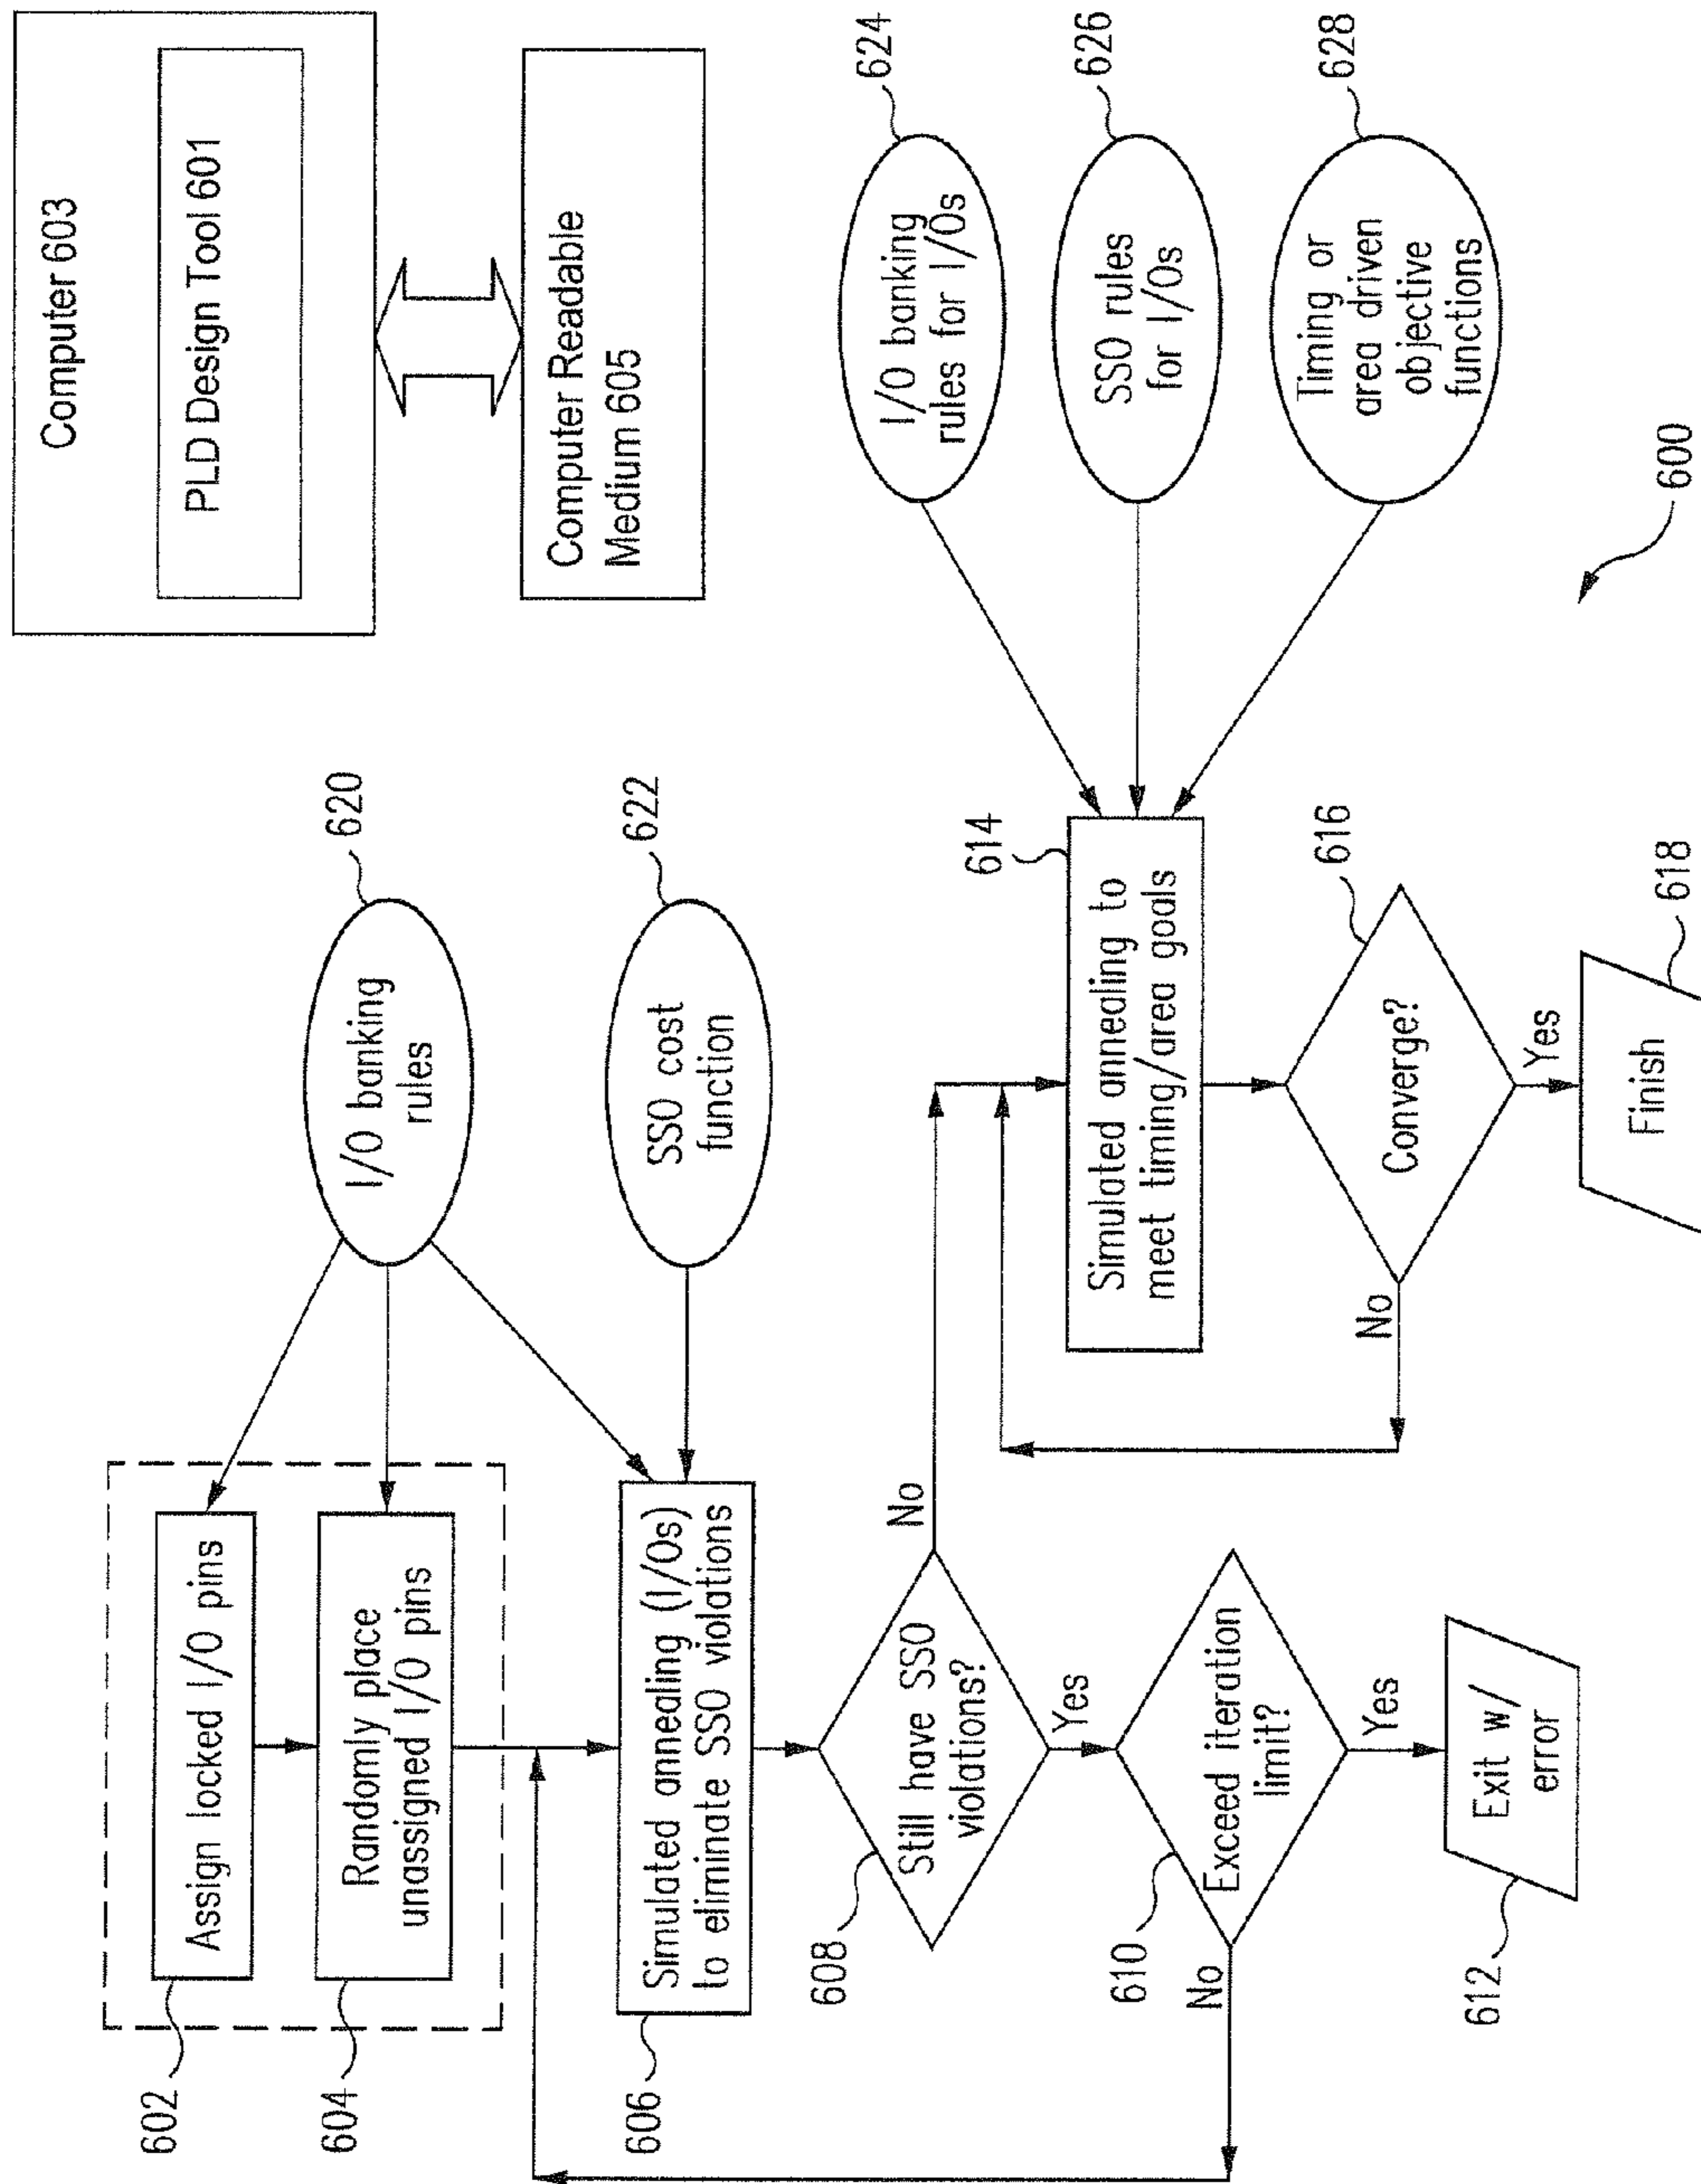 Computer 603
PLD Design Tool 601
Computer Readable
Medium 605
602
Assign locked I/O pins
604
Randomly place
unassigned I/O pins
I/O banking
rules
620
606
Simulated annealing (I/Os)
to eliminate SSO violations
SSO cost
function
622
608
Still have SSO
violations?
No
Yes
610
Exceed iteration
limit?
No
Yes
612
Exit w/
error
614
Simulated annealing to
meet timing/area goals
616
Converge?
No
Yes
618
Finish
I/O banking
rules for I/Os
624
SSO rules
for I/Os
626
Timing or
area driven
objective
functions
628
600